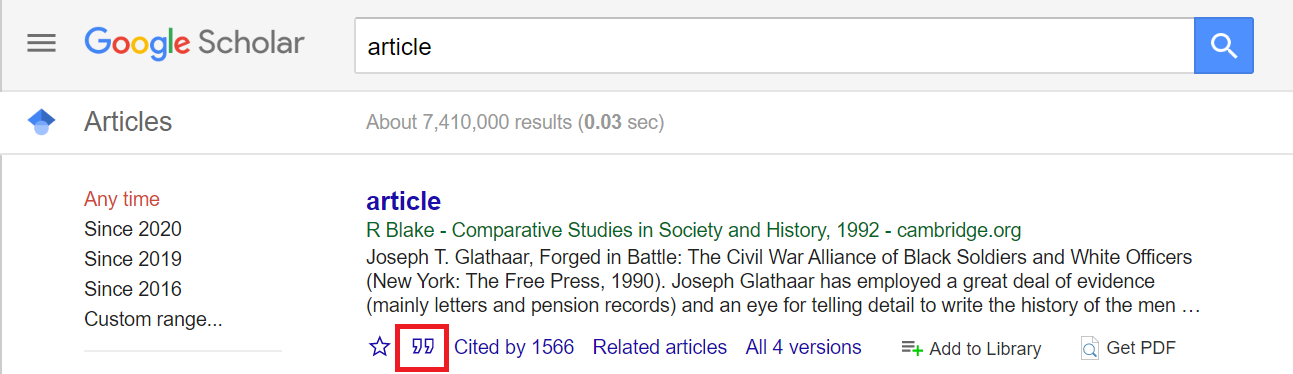 Google Scholar
article
Articles
About 7,410,000 results (0.03 sec)
Any time
Since 2020
Since 2019
Since 2016
Custom range...
article
R Blake - Comparative Studies in Society and History, 1992 - cambridge.org
Joseph T. Glathaar, Forged in Battle: The Civil War Alliance of Black Soldiers and White Officers
(New York: The Free Press, 1990). Joseph Glathaar has employed a great deal of evidence
(mainly letters and pension records) and an eye for telling detail to write the history of the men …
Cited by 1566 Related articles All 4 versions Add to Library Get PDF